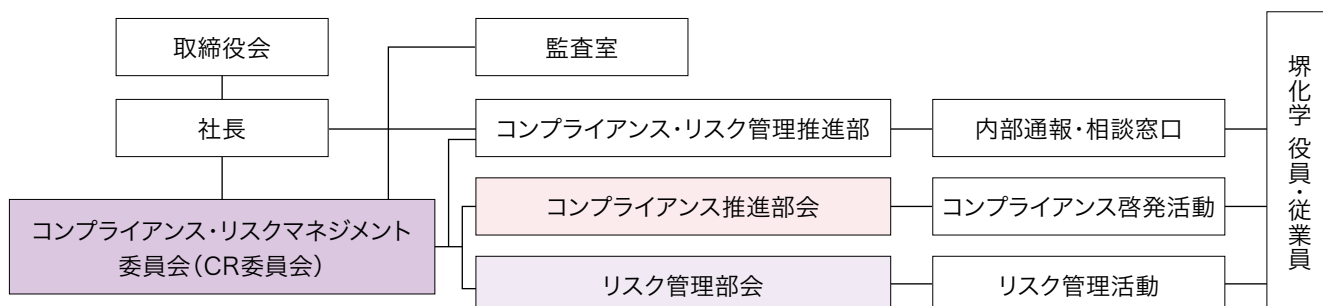 取締役会
監査室
社長
コンプライアンス・リスク管理推進部
内部通報・相談窓口
コンプライアンス・リスクマネジメント
委員会(CR委員会)
コンプライアンス推進部会
コンプライアンス啓発活動
リスク管理部会
リスク管理活動
堺化学 役員・従業員